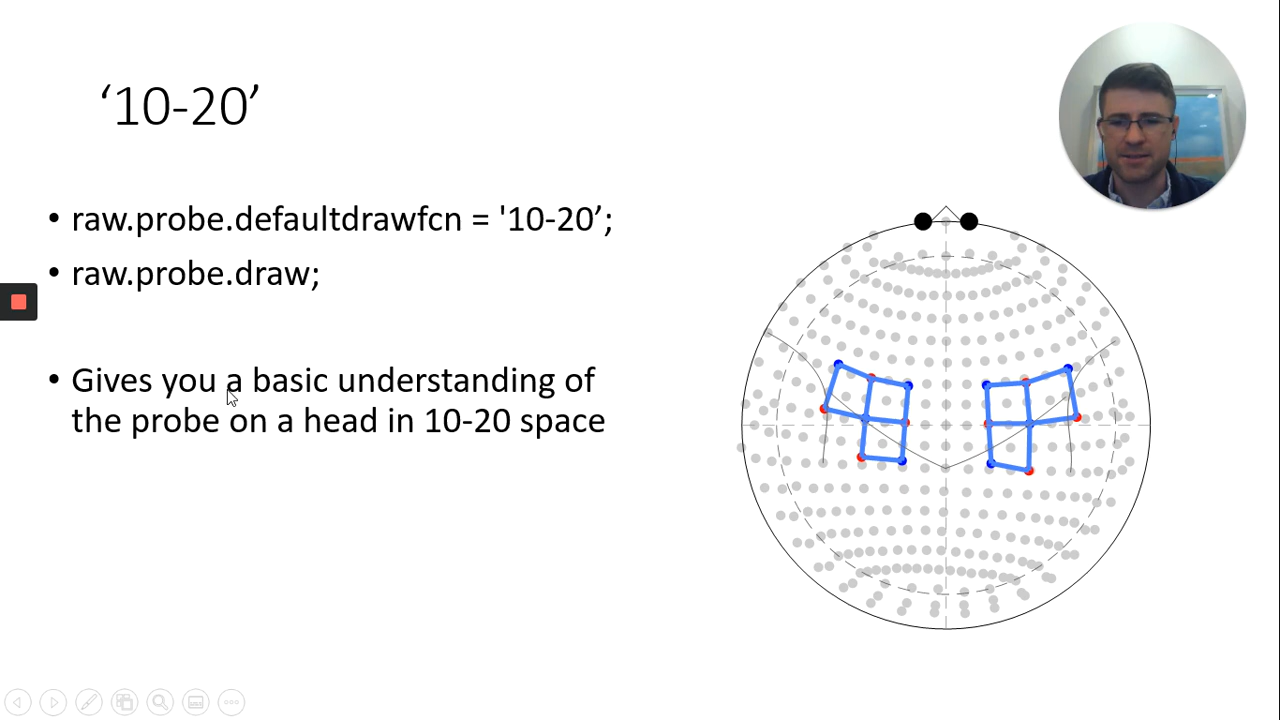 ‘10-20’
• raw.probe.defaultdrawfcn = '10-20’;
• raw.probe.draw;
• Gives you a basic understanding of
the probe on a head in 10-20 space